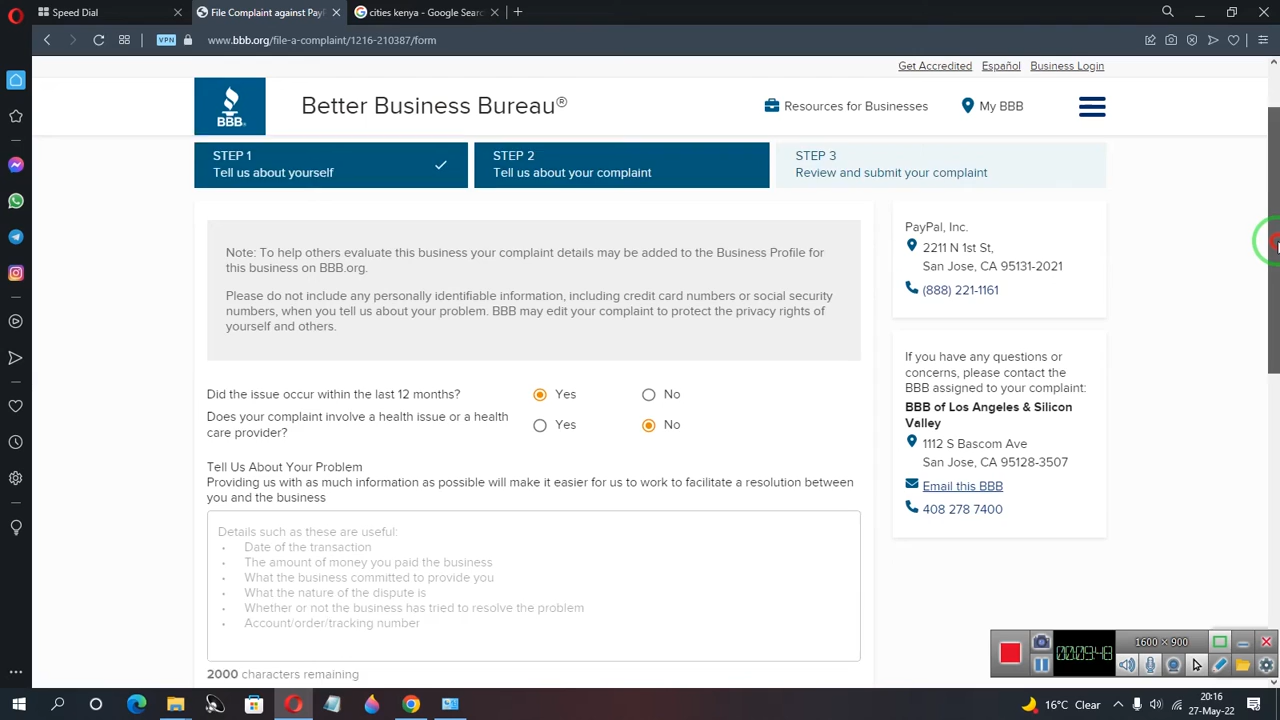 Speed Dial
File Complaint against PayP
cities kenya - Business Search
VPN
www.bbb.org/file-a-complaint/1216-210387/form
Get Accredited Español Business Login
BBB
Better Business Bureau®
Resources for Businesses
My BBB
STEP 1
Tell us about yourself
STEP 2
Tell us about your complaint
STEP 3
Review and submit your complaint
Note: To help others evaluate this business your complaint details may be added to the Business Profile for
this business on BBB.org.
Please do not include any personally identifiable information, including credit card numbers or social security
numbers, when you tell us about your problem. BBB may edit your complaint to protect the privacy rights of
yourself and others.
Did the issue occur within the last 12 months? Yes No
Does your complaint involve a health issue or a health
care provider? Yes No
Tell Us About Your Problem
Providing us with as much information as possible will make it easier for us to work to facilitate a resolution between
you and the business
Details such as these are useful:
• Date of the transaction
• The amount of money you paid the business
• What the business committed to provide you
• What the nature of the dispute is
• Whether or not the business has tried to resolve the problem
• Account/order/tracking number
2000 characters remaining
PayPal, Inc.
2211 N 1st St,
San Jose, CA 95131-2021
(888) 221-1161
If you have any questions or
concerns, please contact the
BBB assigned to your complaint:
BBB of Los Angeles & Silicon
Valley
1112 S Bascom Ave
San Jose, CA 95128-3507
Email this BBB
408 278 7400
00:09:48
1600 × 900
16°C Clear
20:16
27-May-22